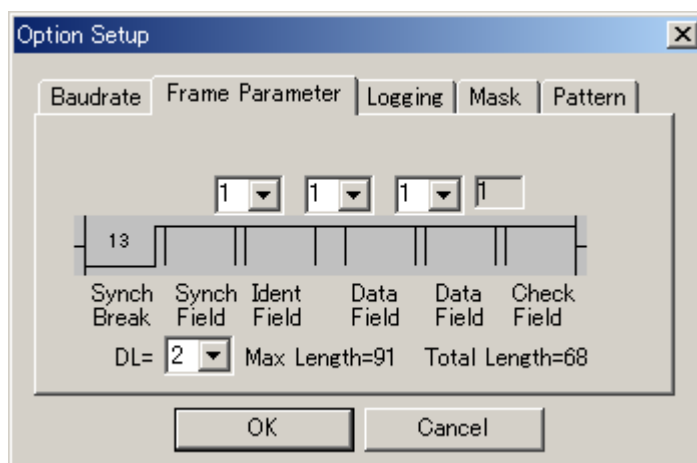 Option Setup
Baudrate Frame Parameter Logging Mask Pattern
1 1 1 1
13
Synch Break Synch Field Ident Field Data Field Data Field Check Field
DL= 2 Max Length=91 Total Length=68
OK Cancel